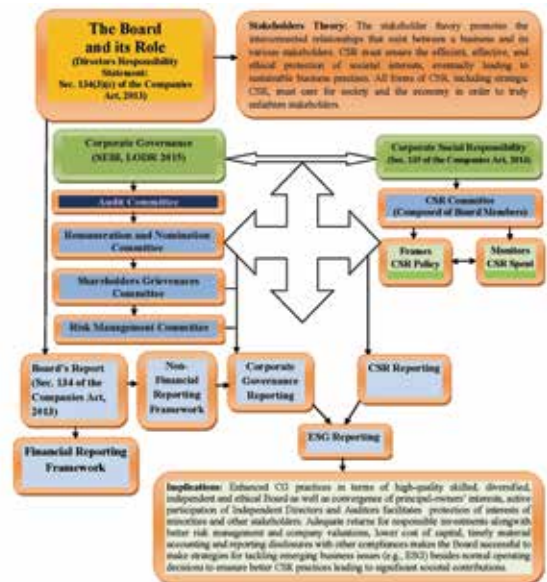 The Board
and its Role
(Directors Responsibility
Statement:
Sec. 134(3)(c) of the Companies
Act, 2013)
Stakeholders Theory: The stakeholder theory promotes the
interconnected relationships that exist between a business and its
various stakeholders. CSR must ensure the efficient, effective, and
ethical protection of societal interests, eventually leading to
sustainable business practices. All forms of CSR, including strategic
CSR, must care for society and the economy in order to truly
enlighten stakeholders.
Corporate Governance
(SEBI, LODR 2015)
Corporate Social Responsibility
(Sec. 135 of the Companies Act, 2013)
Audit Committee
CSR Committee
(Composed of Board Members)
Remuneration and Nomination
Committee
Frames
CSR Policy
Monitors
CSR Spent
Shareholders Grievances
Committee
Risk Management Committee
Board's Report
(Sec. 134 of the
Companies Act,
2013)
Non-
Financial
Reporting
Framework
Corporate
Governance
Reporting
CSR Reporting
Financial Reporting
Framework
ESG Reporting
Implications: Enhanced CG practices in terms of high-quality skilled, diversified,
independent and ethical Board as well as convergence of principal-owners' interests, active
participation of Independent Directors and Auditors facilitates protection of interests of
minorities and other stakeholders. Adequate returns for responsible investments alongwith
better risk management and company valuations, lower cost of capital, timely material
accounting and reporting disclosures with other compliances makes the Board successful to
make strategies for tackling emerging business issues (e.g., ESG) besides normal operating
decisions to ensure better CSR practices leading to significant societal contributions.